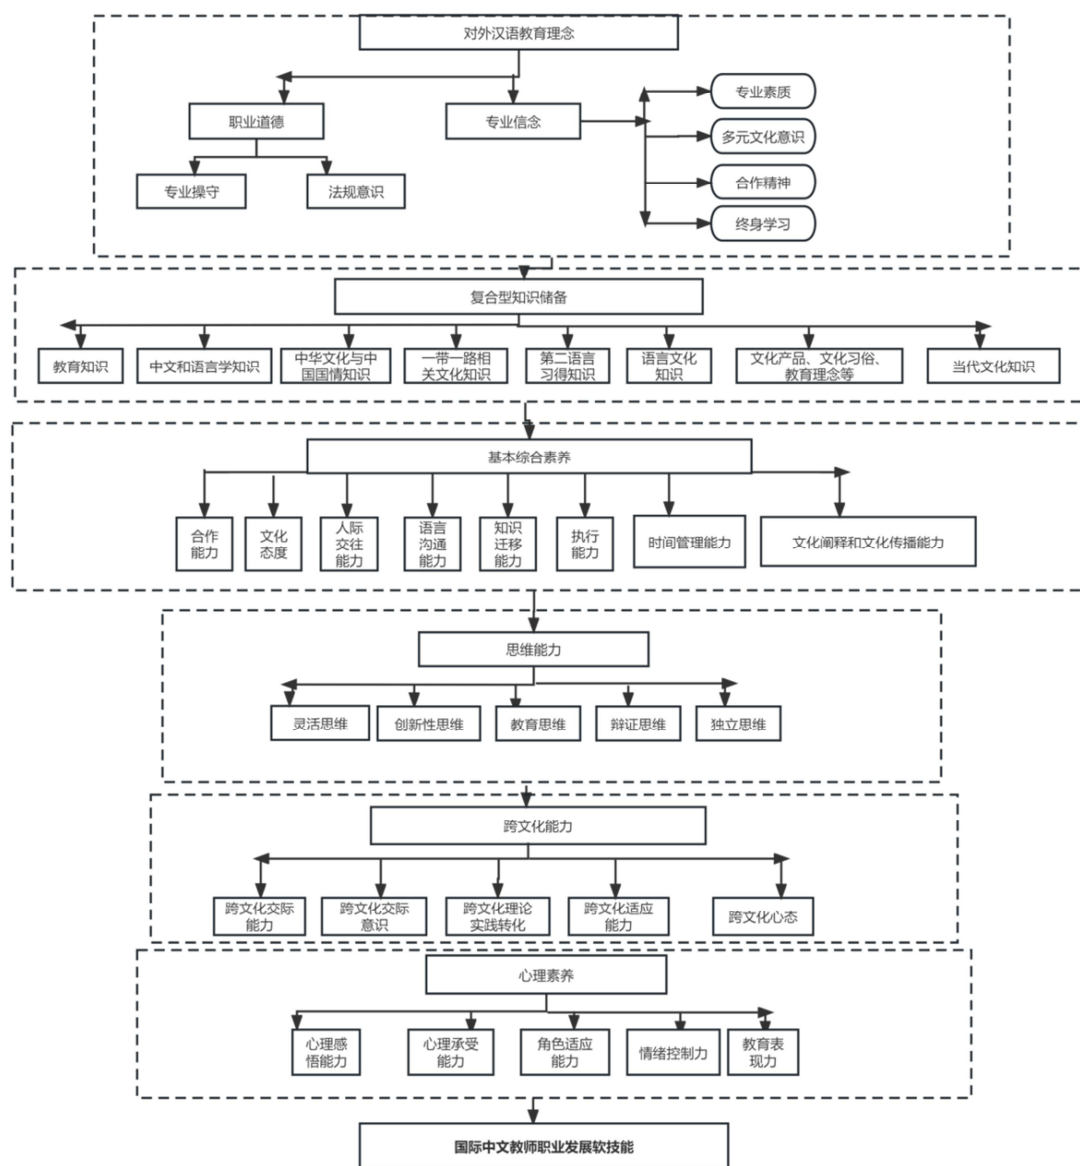 对外汉语教育理念
职业道德
专业信念
专业素质
多元文化意识
合作精神
终身学习
专业操守
法规意识
复合型知识储备
教育知识
中文和语言学知识
中华文化与中
国国情知识
一带一路相
关文化知识
第二语言
习得知识
语言文化
知识
文化产品、文化习俗、
教育理念等
当代文化知识
基本综合素养
合作
能力
文化
态度
人际
交往
能力
语言
沟通
能力
知识
迁移
能力
执行
能力
时间管理能力
文化阐释和文化传播能力
思维能力
灵活思维
创新性思维
教育思维
辩证思维
独立思维
跨文化能力
跨文化交际
能力
跨文化交际
意识
跨文化理论
实践转化
跨文化适应
能力
跨文化心态
心理素养
心理感
悟能力
心理承受
能力
角色适应
能力
情绪控制力
教育表
现力
国际中文教师职业发展软技能